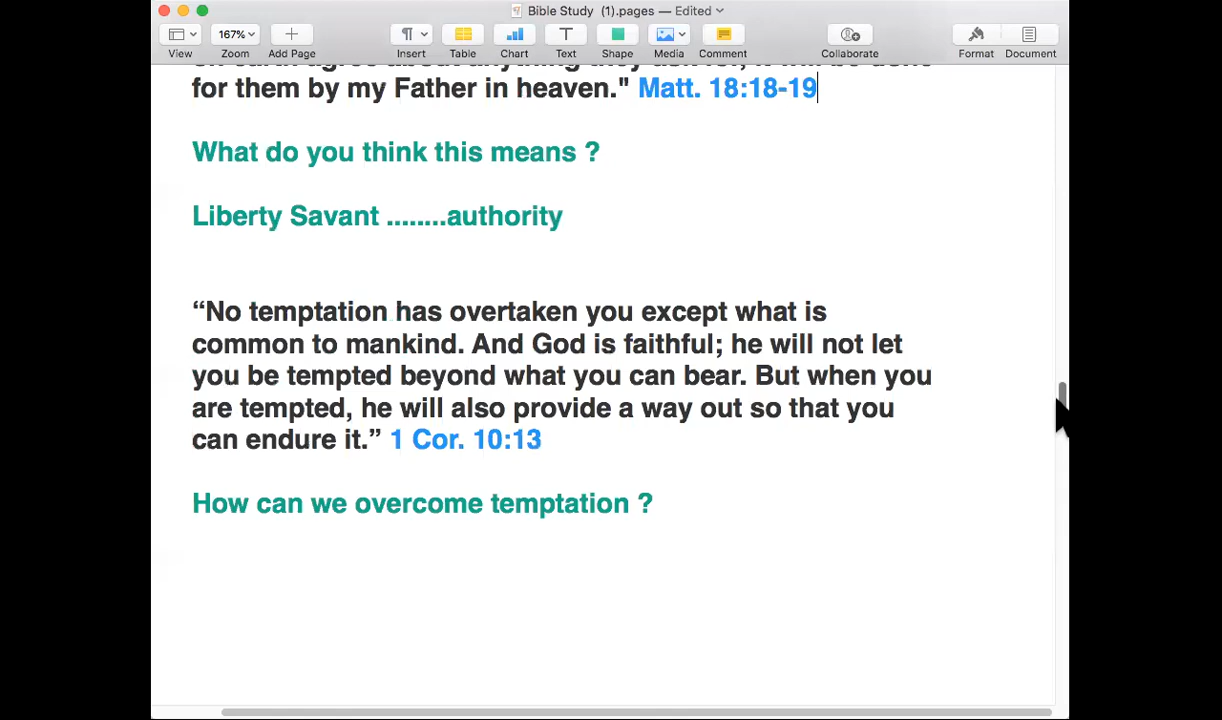 Bible Study (1).pages — Edited
167%
View Zoom Add Page Insert Table Chart Text Shape Media Comment Collaborate Format Document
for them by my Father in heaven." Matt. 18:18-19
What do you think this means ?
Liberty Savant ........authority
“No temptation has overtaken you except what is
common to mankind. And God is faithful; he will not let
you be tempted beyond what you can bear. But when you
are tempted, he will also provide a way out so that you
can endure it.” 1 Cor. 10:13
How can we overcome temptation ?